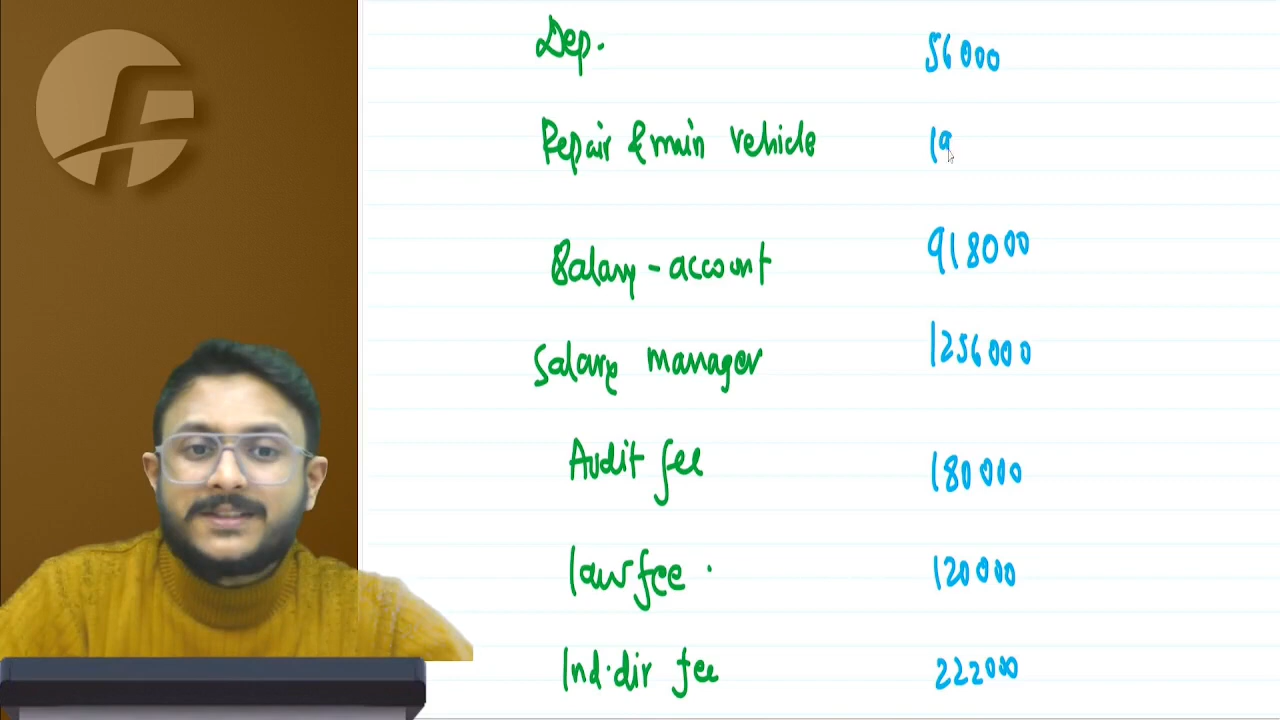 Dep. 56000
Repair & main vehicle 19
Salary - account 918000
Salary manager 1256000
Audit fee 180000
law fee . 120000
Ind. dir fee 222000